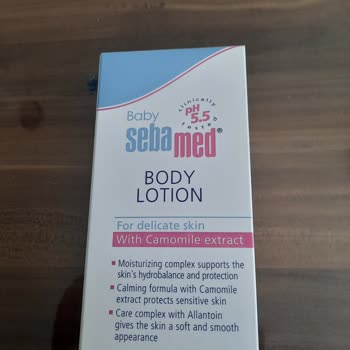 Baby
clinically
pH
5.5
tested
sebamed®
BODY
LOTION
For delicate skin
With Camomile extract
Moisturizing complex supports the
skin's hydrobalance and protection
Calming formula with Camomile
extract protects sensitive skin
Care complex with Allantoin
gives the skin a soft and smooth
appearance